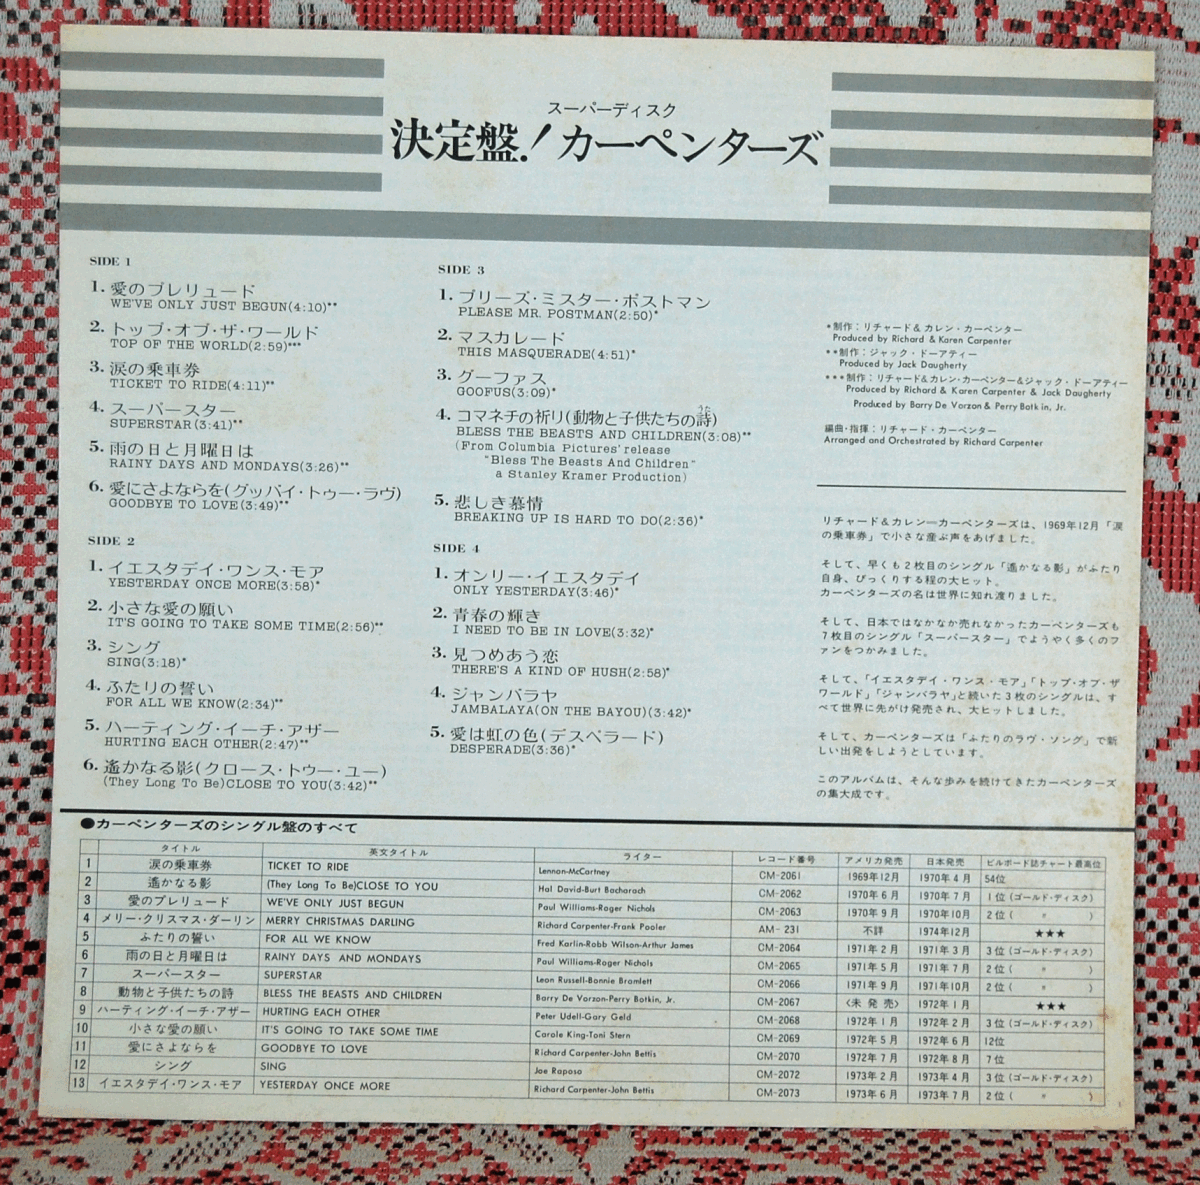 スーパーディスク
決定盤!カーペンターズ
SIDE 1
1. 愛のプレリュード
WE'VE ONLY JUST BEGUN(4:10)**
2. トップ・オブ・ザ・ワールド
TOP OF THE WORLD(2:59)***
3. 涙の乗車券
TICKET TO RIDE(4:11)**
4. スーパースター
SUPERSTAR(3:41)**
5. 雨の日と月曜日は
RAINY DAYS AND MONDAYS(3:26)**
6. 愛にさよならを(グッバイ・トゥー・ラヴ)
GOODBYE TO LOVE(3:49)**
SIDE 2
1. イエスタデイ・ワンス・モア
YESTERDAY ONCE MORE(3:58)*
2. 小さな愛の願い
IT'S GOING TO TAKE SOME TIME(2:56)**
3. シング
SING(3:18)*
4. ふたりの誓い
FOR ALL WE KNOW(2:34)**
5. ハーティング・イーチ・アザー
HURTING EACH OTHER(2:47)**
6. 遙かなる影(クロース・トゥー・ユー)
(They Long To Be)CLOSE TO YOU(3:42)**
SIDE 3
1. プリーズ・ミスター・ポストマン
PLEASE MR. POSTMAN(2:50)*
2. マスカレード
THIS MASQUERADE(4:51)*
3. グーファス
GOOFUS(3:09)*
4. コマネチの祈り(動物と子供たちの詩)
うた
BLESS THE BEASTS AND CHILDREN(3:08)**
(From Columbia Pictures' release
"Bless The Beasts And Children"
a Stanley Kramer Production)
5. 悲しき慕情
BREAKING UP IS HARD TO DO(2:36)*
SIDE 4
1. オンリー・イエスタデイ
ONLY YESTERDAY(3:46)*
2. 青春の輝き
I NEED TO BE IN LOVE(3:32)*
3. 見つめあう恋
THERE'S A KIND OF HUSH(2:58)*
4. ジャンバラヤ
JAMBALAYA(ON THE BAYOU)(3:42)*
5. 愛は虹の色(デスペラード)
DESPERADE(3:36)*
*制作:リチャード&カレン・カーペンター
Produced by Richard & Karen Carpenter
**制作:ジャック・ドーアティー
Produced by Jack Daugherty
***制作:リチャード&カレン・カーペンター&ジャック・ドーアティー
Produced by Richard & Karen Carpenter & Jack Daugherty
Produced by Barry De Vorzon & Perry Botkin, Jr.
編曲・指揮:リチャード・カーペンター
Arranged and Orchestrated by Richard Carpenter
リチャード&カレン=カーペンターズは、1969年12月「涙
の乗車券」で小さな産ぶ声をあげました。
そして、早くも2枚目のシングル「遙かなる影」がふたり
自身、びっくりする程の大ヒット。
カーペンターズの名は世界に知れ渡りました。
そして、日本ではなかなか売れなかったカーペンターズも
7枚目のシングル「スーパースター」でようやく多くのフ
ァンをつかみました。
そして、「イエスタデイ・ワンス・モア」「トップ・オブ・ザ
ワールド」「ジャンバラヤ」と続いた3枚のシングルは、す
べて世界に先がけ発売され、大ヒットしました。
そして、カーペンターズは「ふたりのラヴ・ソング」で新
しい出発をしようとしています。
このアルバムは、そんな歩みを続けてきたカーペンターズ
の集大成です。
●カーペンターズのシングル盤のすべて
タイトル 英文タイトル ライター レコード番号 アメリカ発売 日本発売 ビルボード誌チャート最高位
1 涙の乗車券 TICKET TO RIDE Lennon-McCartney CM-2061 1969年12月 1970年4月 54位
2 遙かなる影 (They Long To Be)CLOSE TO YOU Hal David-Burt Bacharach CM-2062 1970年6月 1970年7月 1位(ゴールド・ディスク)
3 愛のプレリュード WE'VE ONLY JUST BEGUN Paul Williams-Roger Nichols CM-2063 1970年9月 1970年10月 2位( 〃 )
4 メリー・クリスマス・ダーリン MERRY CHRISTMAS DARLING Richard Carpenter-Frank Pooler AM-231 不詳 1974年12月 ★★★
5 ふたりの誓い FOR ALL WE KNOW Fred Karlin-Robb Wilson-Arthur James CM-2064 1971年2月 1971年3月 3位(ゴールド・ディスク)
6 雨の日と月曜日は RAINY DAYS AND MONDAYS Paul Williams-Roger Nichols CM-2065 1971年5月 1971年7月 2位( 〃 )
7 スーパースター SUPERSTAR Leon Russell-Bonnie Bramlett CM-2066 1971年9月 1971年10月 2位( 〃 )
8 動物と子供たちの詩 BLESS THE BEASTS AND CHILDREN Barry De Vorzon-Perry Botkin, Jr. CM-2067 <未発売> 1972年1月 ★★★
9 ハーティング・イーチ・アザー HURTING EACH OTHER Peter Udell-Gary Geld CM-2068 1972年1月 1972年2月 3位(ゴールド・ディスク)
10 小さな愛の願い IT'S GOING TO TAKE SOME TIME Carole King-Toni Stern CM-2069 1972年5月 1972年6月 12位
11 愛にさよならを GOODBYE TO LOVE Richard Carpenter-John Bettis CM-2070 1972年7月 1972年8月 7位
12 シング SING Joe Raposo CM-2072 1973年2月 1973年4月 3位(ゴールド・ディスク)
13 イエスタデイ・ワンス・モア YESTERDAY ONCE MORE Richard Carpenter-John Bettis CM-2073 1973年6月 1973年7月 2位( 〃 )